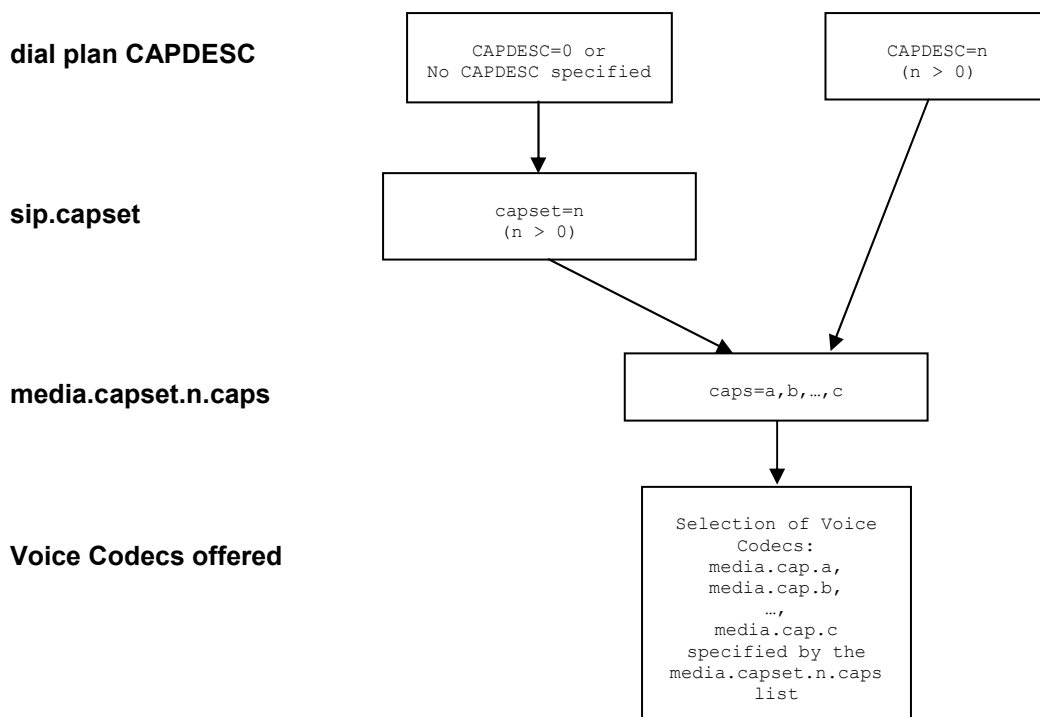 dial plan CAPDESC
CAPDESC=0 or
No CAPDESC specified
CAPDESC=n
(n > 0)
sip.capset
capset=n
(n > 0)
media.capset.n.caps
caps=a,b,…,c
Voice Codecs offered
Selection of Voice
Codecs:
media.cap.a,
media.cap.b,
…,
media.cap.c
specified by the
media.capset.n.caps
list